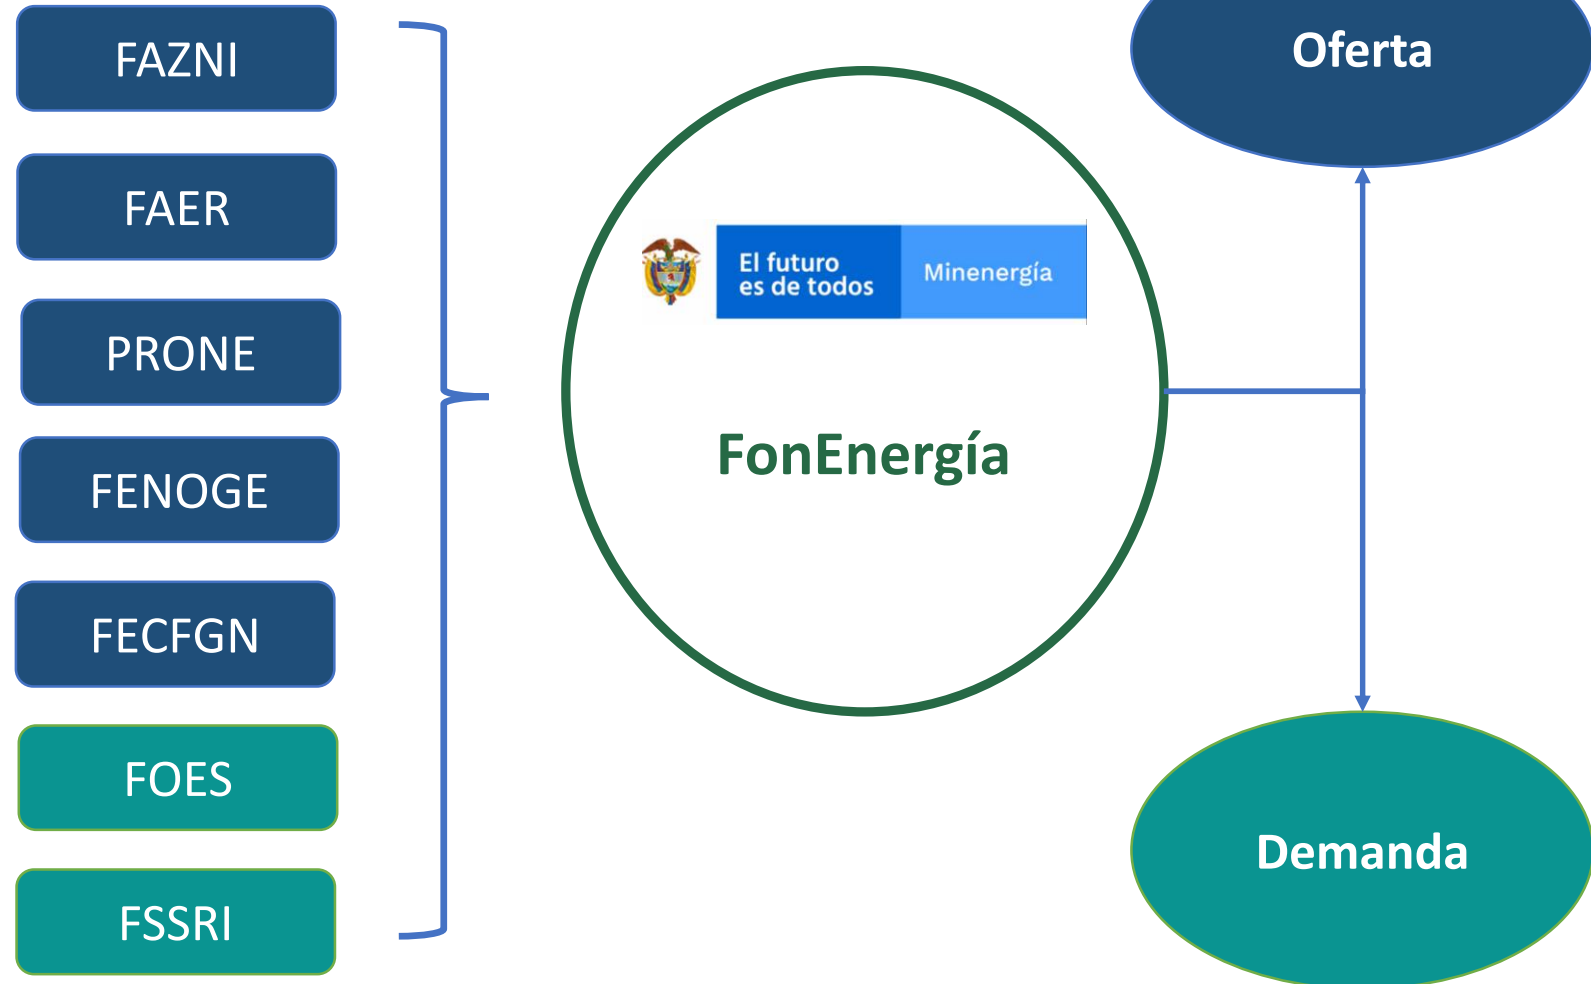 FAZNI
FAER
PRONE
FENOGE
FECFGN
FOES
FSSRI
El futuro
es de todos
Minenergía
FonEnergía
Oferta
Demanda